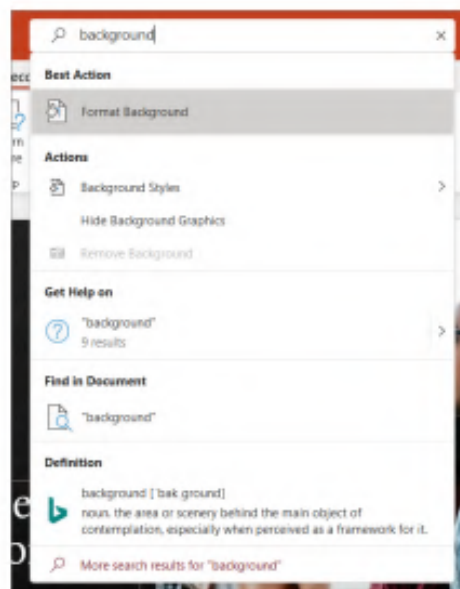 background
Best Action
Format Background
Actions
Background Styles
Hide Background Graphics
Remove Background
Get Help on
"background"
9 results
Find in Document
"background"
Definition
background [ˈbak ground]
noun. the area or scenery behind the main object of
contemplation, especially when perceived as a framework for it.
More search results for "background"